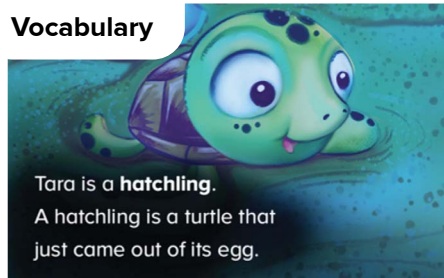 Vocabulary
Tara is a hatchling.
A hatchling is a turtle that
just came out of its egg.